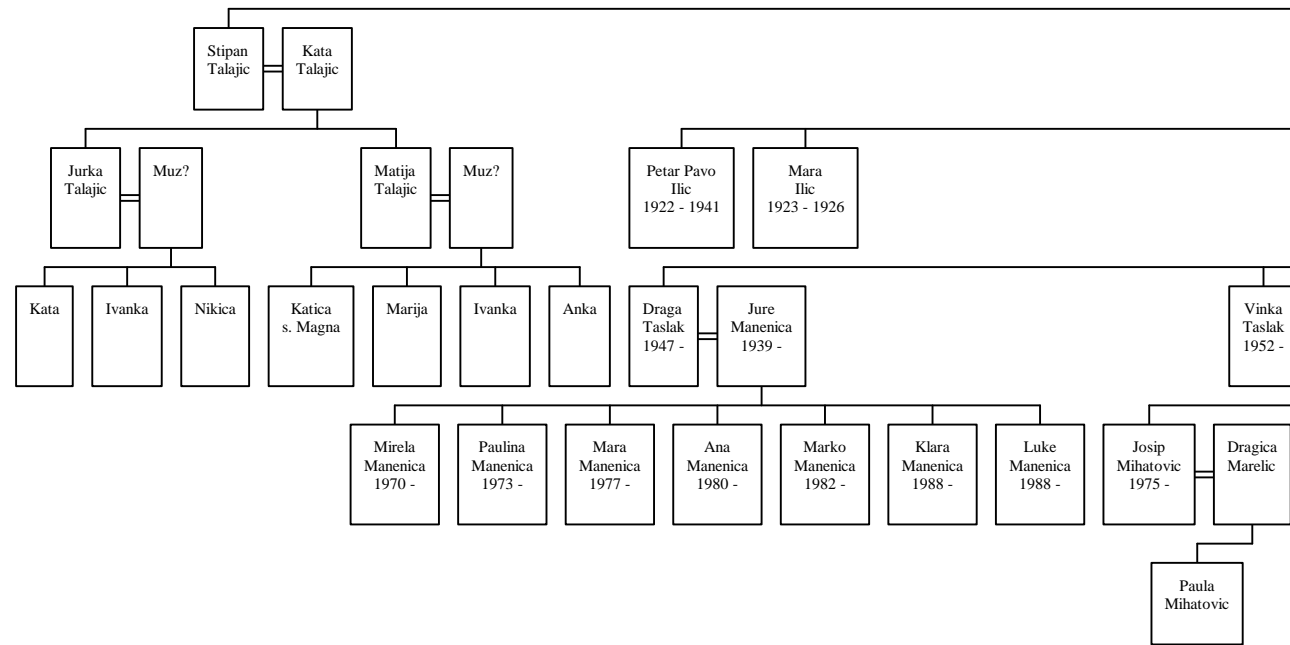 Stipan
Talajic
Kata
Talajic
Jurka
Talajic
Muz?
Matija
Talajic
Muz?
Petar Pavo
Ilic
1922 - 1941
Mara
Ilic
1923 - 1926
Kata
Ivanka
Nikica
Katica
s. Magna
Marija
Ivanka
Anka
Draga
Taslak
1947 -
Jure
Manenica
1939 -
Vinka
Taslak
1952 -
Mirela
Manenica
1970 -
Paulina
Manenica
1973 -
Mara
Manenica
1977 -
Ana
Manenica
1980 -
Marko
Manenica
1982 -
Klara
Manenica
1988 -
Luke
Manenica
1988 -
Josip
Mihatovic
1975 -
Dragica
Marelic
Paula
Mihatovic